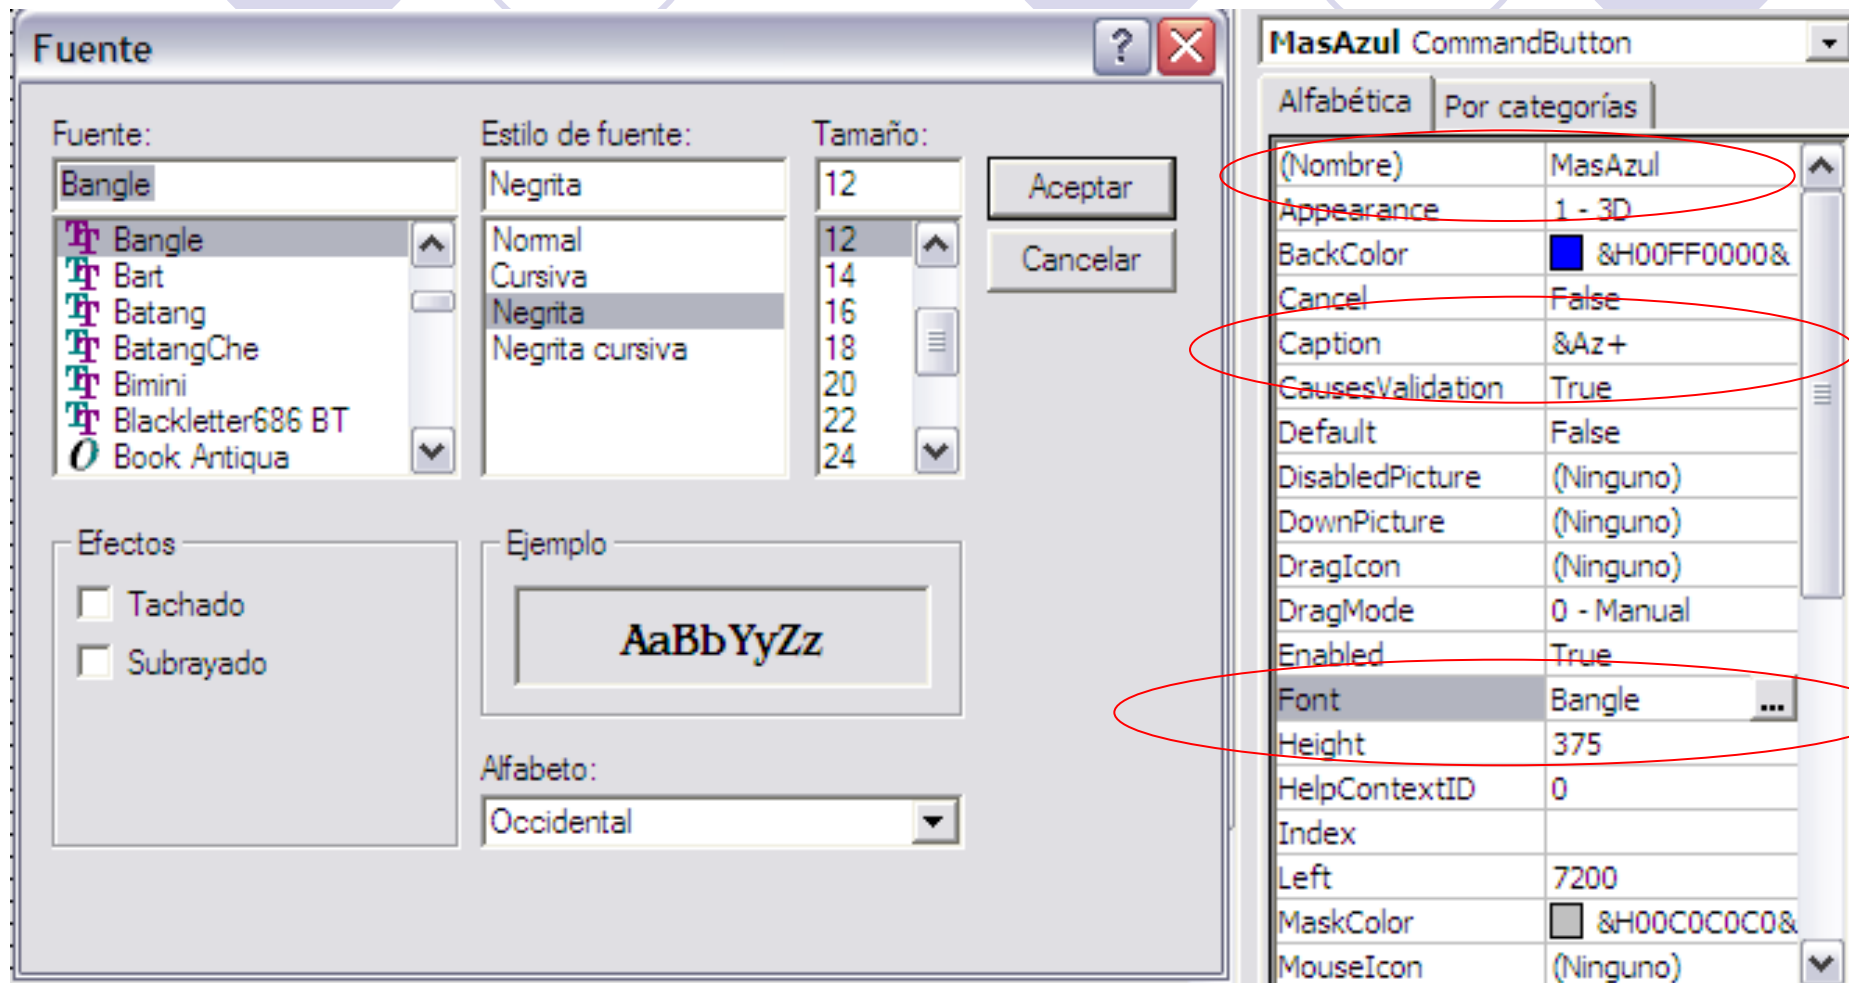 Fuente
Fuente:
Bangle
Bangle
Bart
Batang
BatangChe
Bimini
Blackletter686 BT
Book Antiqua
Estilo de fuente:
Negrita
Normal
Cursiva
Negrita
Negrita cursiva
Tamaño:
12
12
14
16
18
20
22
24
Aceptar
Cancelar
Efectos
Tachado
Subrayado
Ejemplo
AaBbYyZz
Alfabeto:
Occidental
MasAzul CommandButton
Alfabética Por categorías
(Nombre) MasAzul
Appearance 1 - 3D
BackColor &H00FF0000&
Cancel False
Caption &Az+
CausesValidation True
Default False
DisabledPicture (Ninguno)
DownPicture (Ninguno)
DragIcon (Ninguno)
DragMode 0 - Manual
Enabled True
Font Bangle ...
Height 375
HelpContextID 0
Index
Left 7200
MaskColor &H00C0C0C0&
MouseIcon (Ninguno)